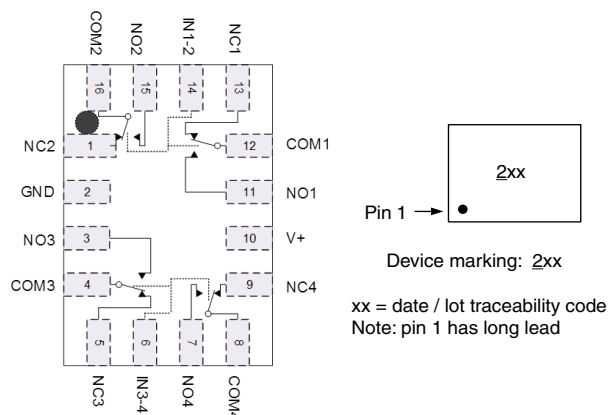 COM2 NO2 IN1-2 NC1
16 15 14 13
NC2 1 12 COM1
GND 2 11 NO1
NO3 3 10 V+
COM3 4 9 NC4
5 6 7 8
NC3 IN3-4 NO4 COM4
2xx
Pin 1
Device marking: 2xx
xx = date / lot traceability code
Note: pin 1 has long lead